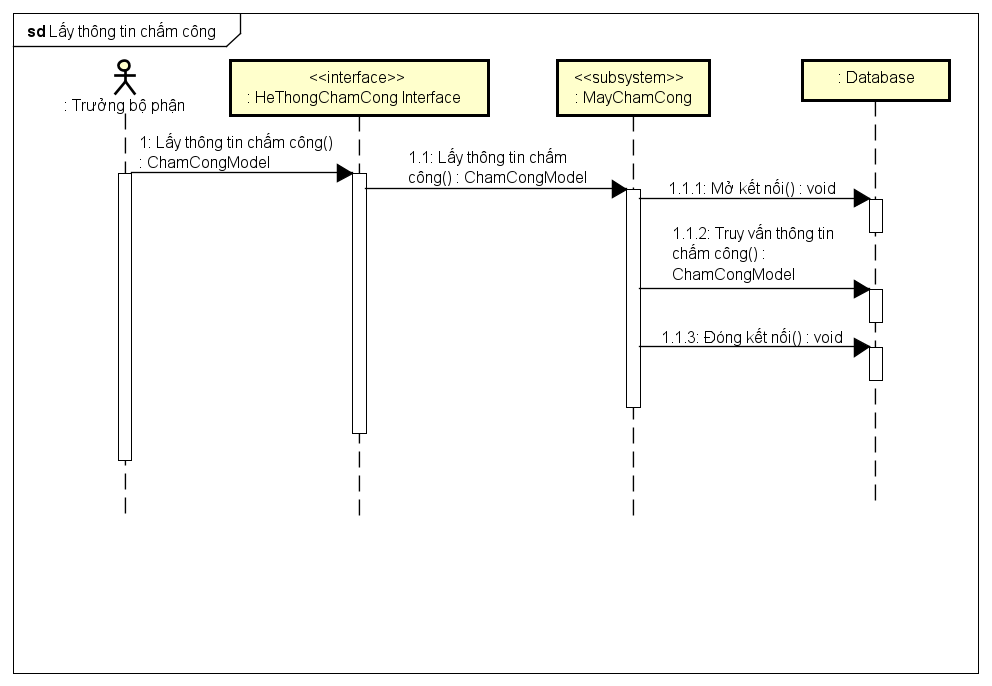 sd Lấy thông tin chấm công
: Trưởng bộ phận
<<interface>>
: HeThongChamCong Interface
<<subsystem>>
: MayChamCong
: Database
1: Lấy thông tin chấm công()
: ChamCongModel
1.1: Lấy thông tin chấm
công() : ChamCongModel
1.1.1: Mở kết nối() : void
1.1.2: Truy vấn thông tin
chấm công() :
ChamCongModel
1.1.3: Đóng kết nối() : void